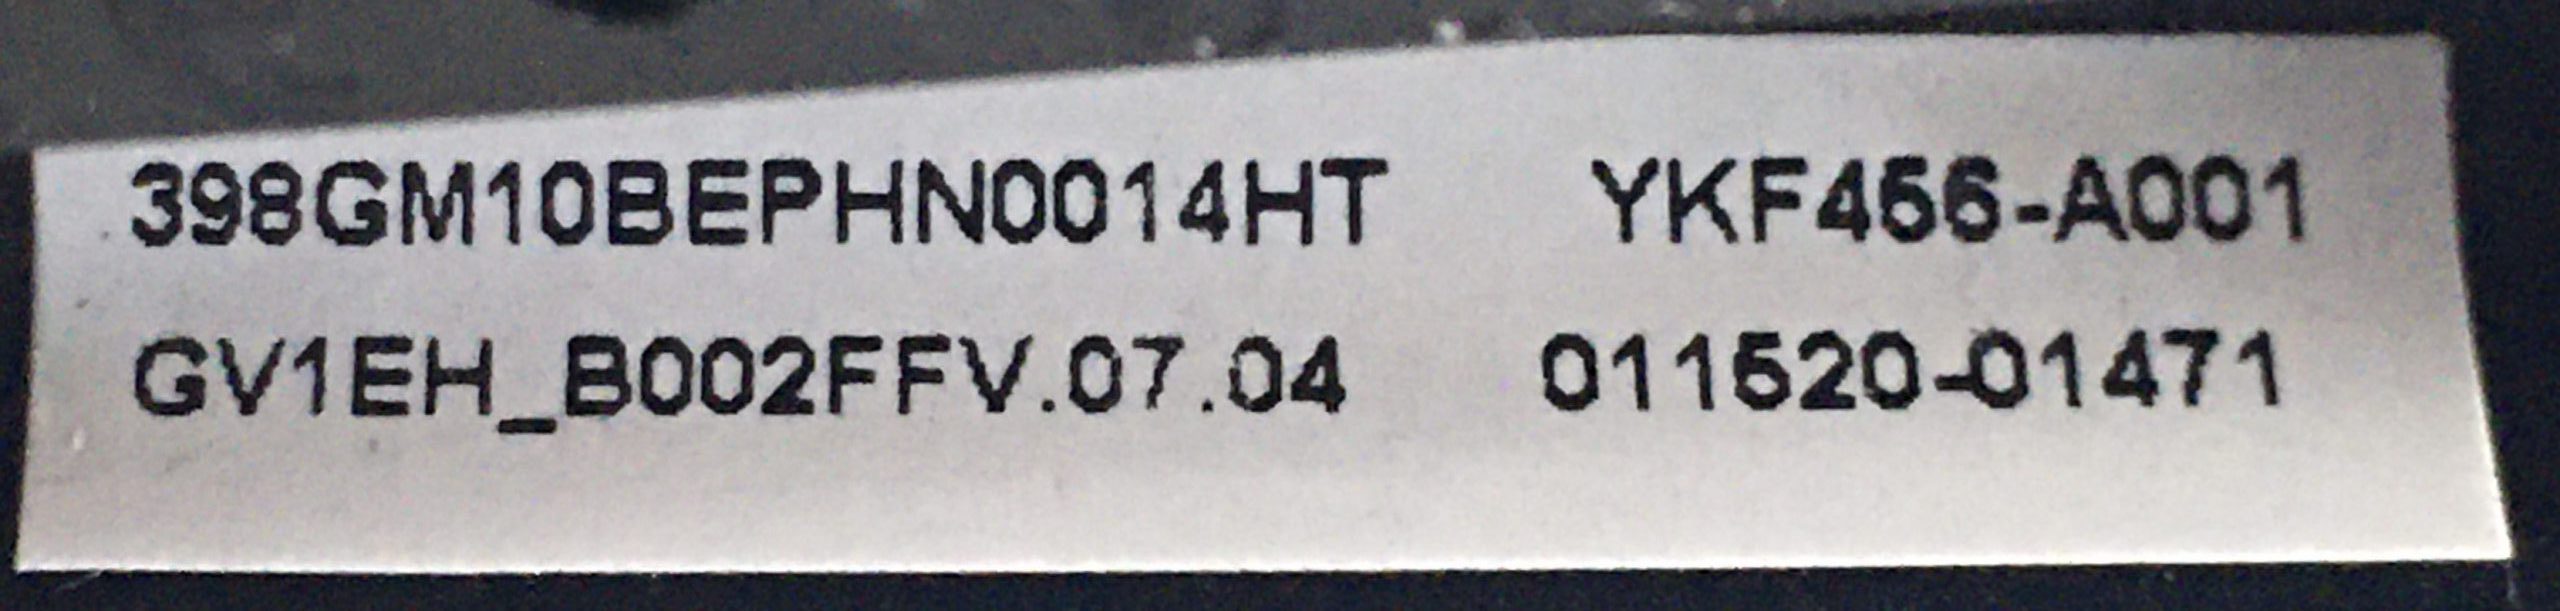 398GM10BEPHN0014HT YKF456-A001
GV1EH_B002FFV.07.04 011520-01471